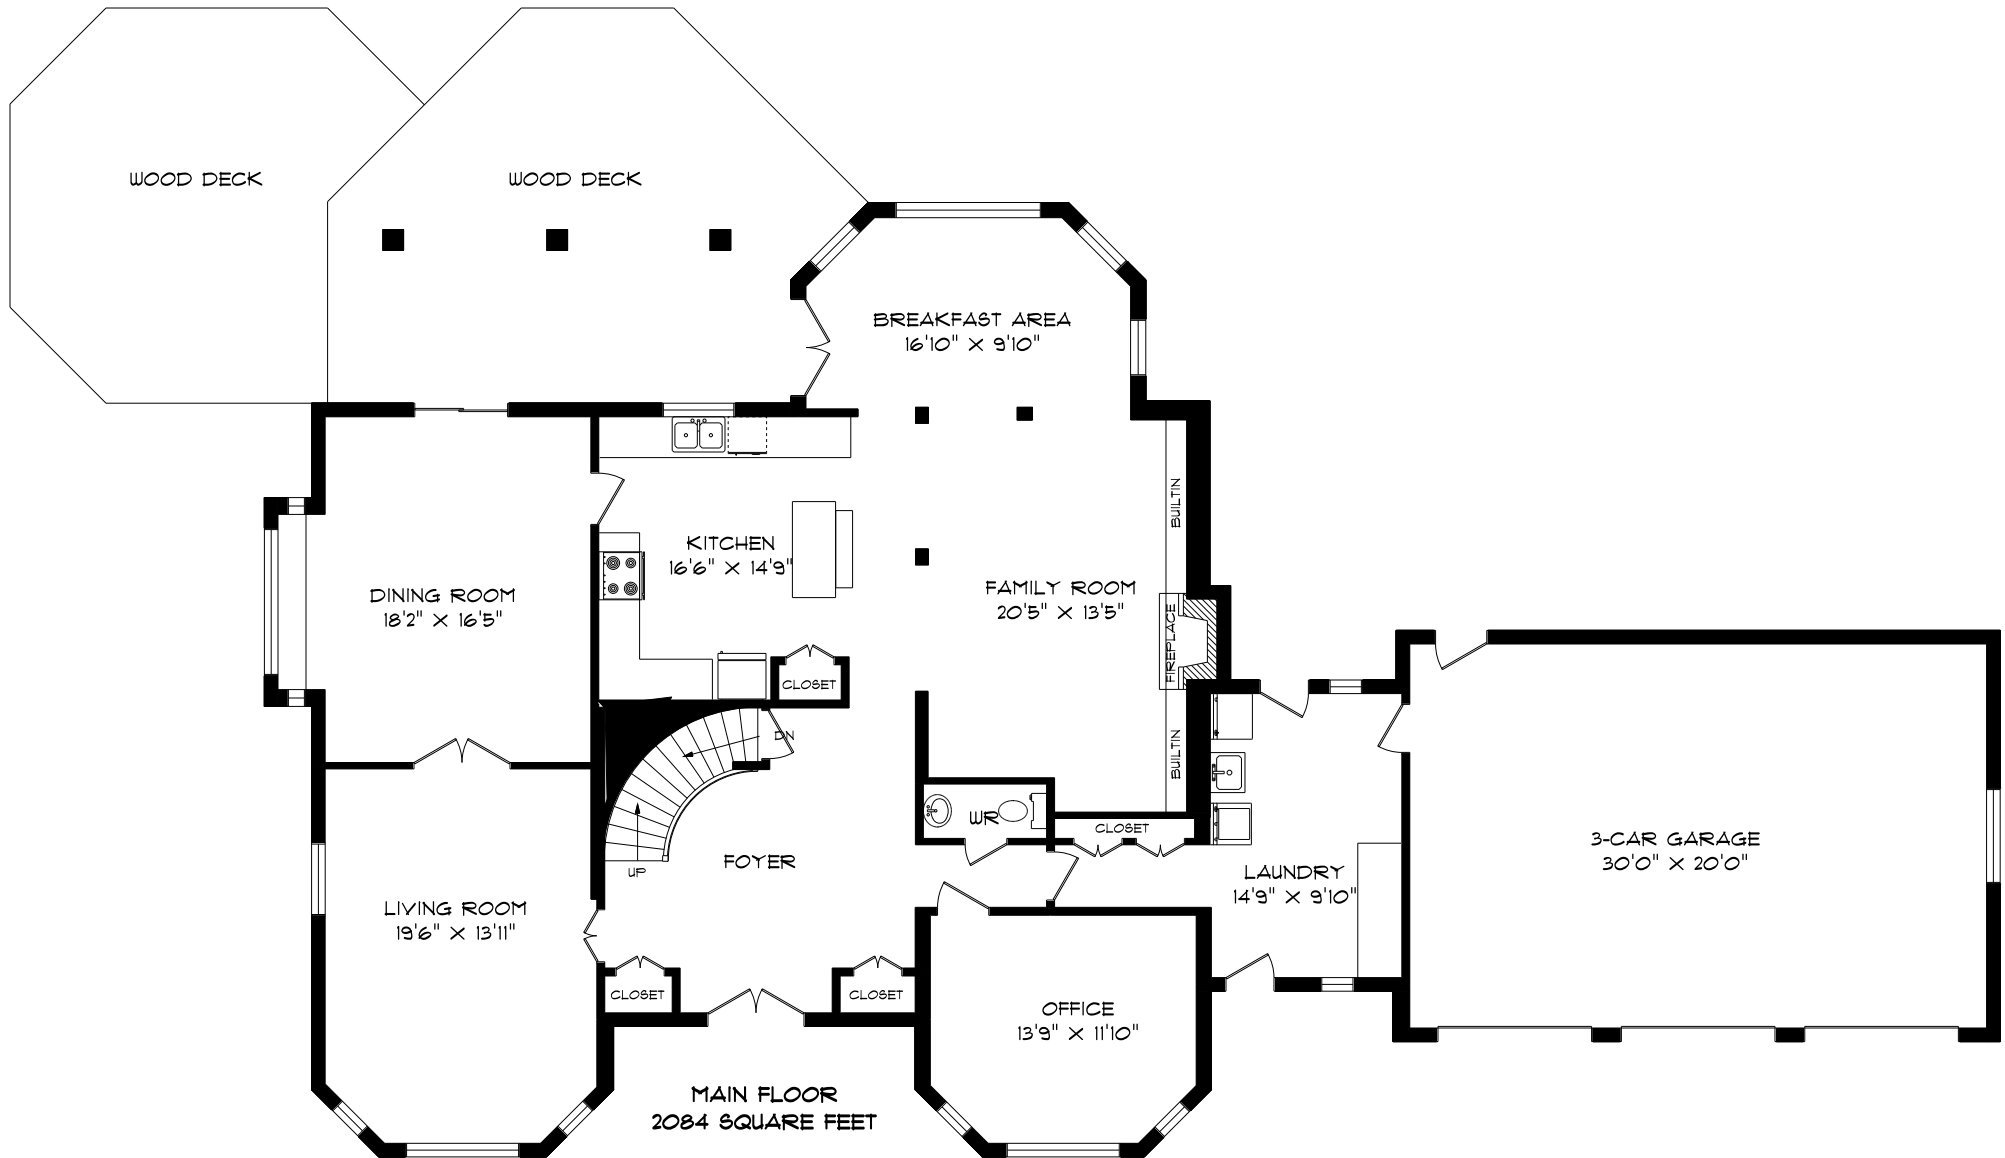 WOOD DECK
WOOD DECK
BREAKFAST AREA
16'10" X 9'10"
BUILTIN
KITCHEN
16'6" X 14'9"
DINING ROOM
18'2" X 16'5"
FAMILY ROOM
20'5" X 13'5"
FIREPLACE
CLOSET
DN
BUILTIN
WR
CLOSET
3-CAR GARAGE
30'0" X 20'0"
FOYER
UP
LAUNDRY
14'9" X 9'10"
LIVING ROOM
19'6" X 13'11"
CLOSET
CLOSET
OFFICE
13'9" X 11'10"
MAIN FLOOR
2084 SQUARE FEET